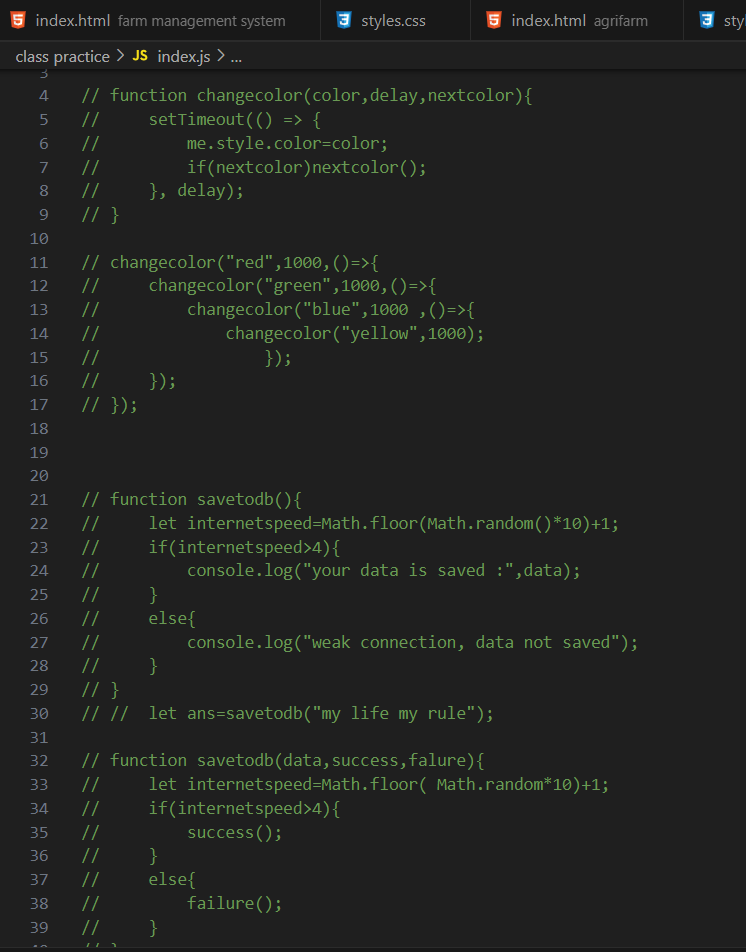 index.html farm management system styles.css index.html agrifarm sty
class practice > JS index.js > ...
3
4 // function changecolor(color,delay,nextcolor){
5 //     setTimeout(() => {
6 //         me.style.color=color;
7 //         if(nextcolor)nextcolor();
8 //     }, delay);
9 // }
10
11 // changecolor("red",1000,()=>{
12 //     changecolor("green",1000,()=>{
13 //         changecolor("blue",1000 ,()=>{
14 //             changecolor("yellow",1000);
15 //                 });
16 //     });
17 // });
18
19
20
21 // function savetodb(){
22 //     let internetspeed=Math.floor(Math.random()*10)+1;
23 //     if(internetspeed>4){
24 //         console.log("your data is saved :",data);
25 //     }
26 //     else{
27 //         console.log("weak connection, data not saved");
28 //     }
29 // }
30 // //  let ans=savetodb("my life my rule");
31
32 // function savetodb(data,success,falure){
33 //     let internetspeed=Math.floor( Math.random*10)+1;
34 //     if(internetspeed>4){
35 //         success();
36 //     }
37 //     else{
38 //         failure();
39 //     }